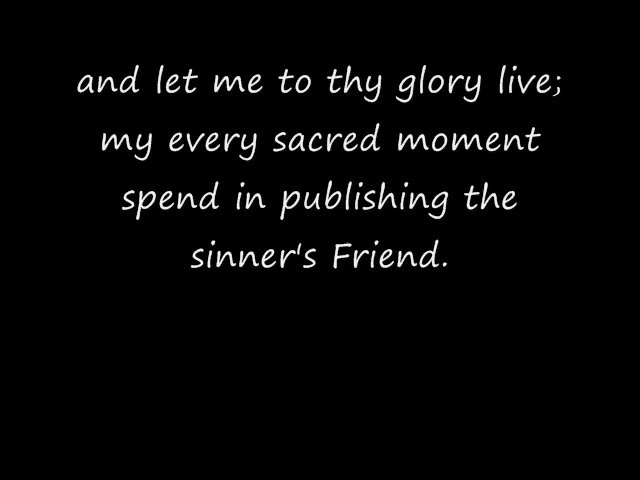 and let me to thy glory live;
my every sacred moment
spend in publishing the
sinner's Friend.